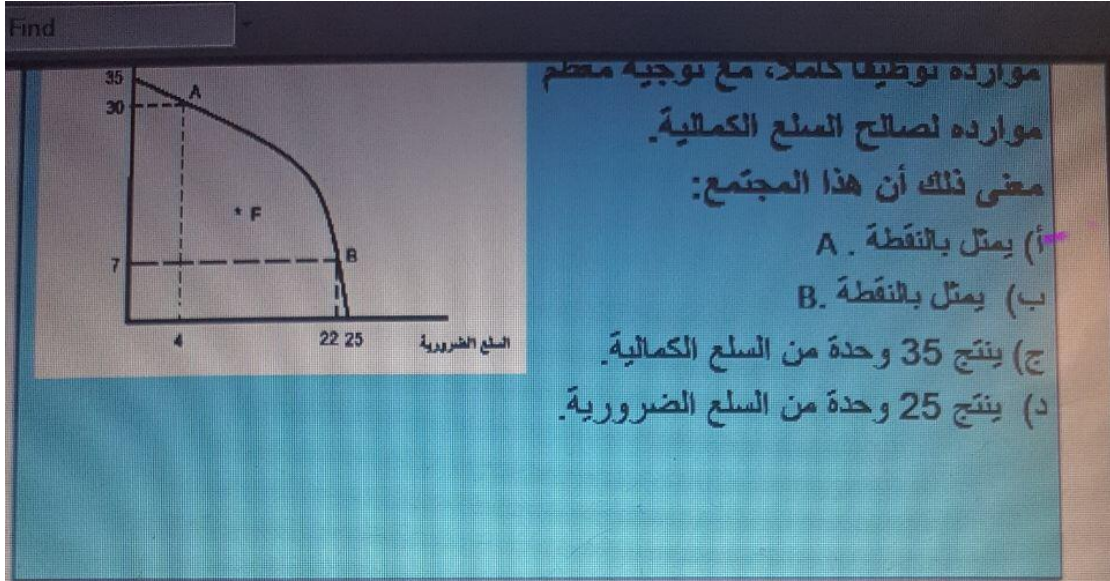 Find
موارده توظيفاً كاملاً، مع توجيه معظم
موارده لصالح السلع الكمالية.
معنى ذلك أن هذا المجتمع:
أ) يمثل بالنقطة A .
ب) يمثل بالنقطة B.
ج) ينتج 35 وحدة من السلع الكمالية.
د) ينتج 25 وحدة من السلع الضرورية.
35
A
30
* F
B
7
4
22 25
السلع الضرورية